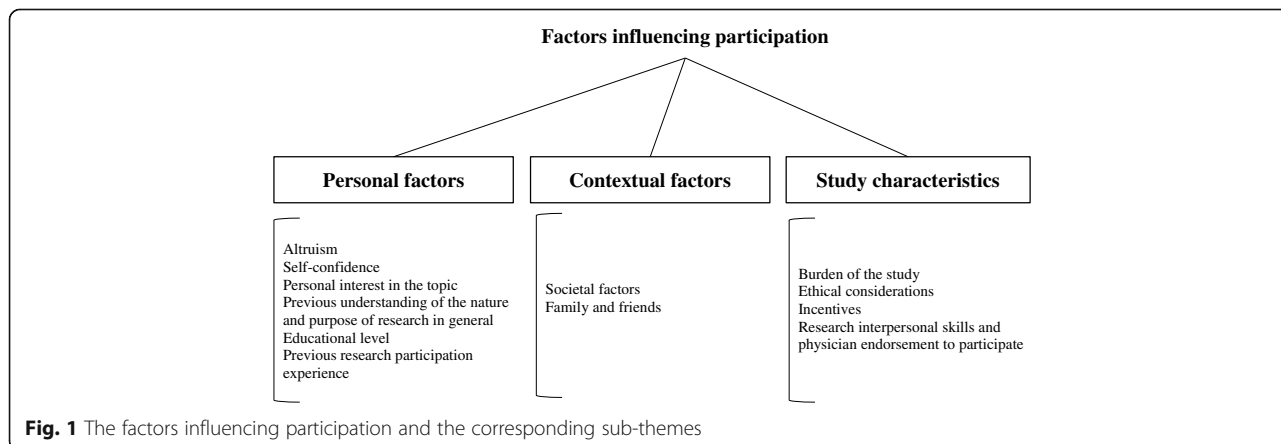 Factors influencing participation
Personal factors
Altruism
Self-confidence
Personal interest in the topic
Previous understanding of the nature
and purpose of research in general
Educational level
Previous research participation
experience
Contextual factors
Societal factors
Family and friends
Study characteristics
Burden of the study
Ethical considerations
Incentives
Research interpersonal skills and
physician endorsement to participate
Fig. 1 The factors influencing participation and the corresponding sub-themes